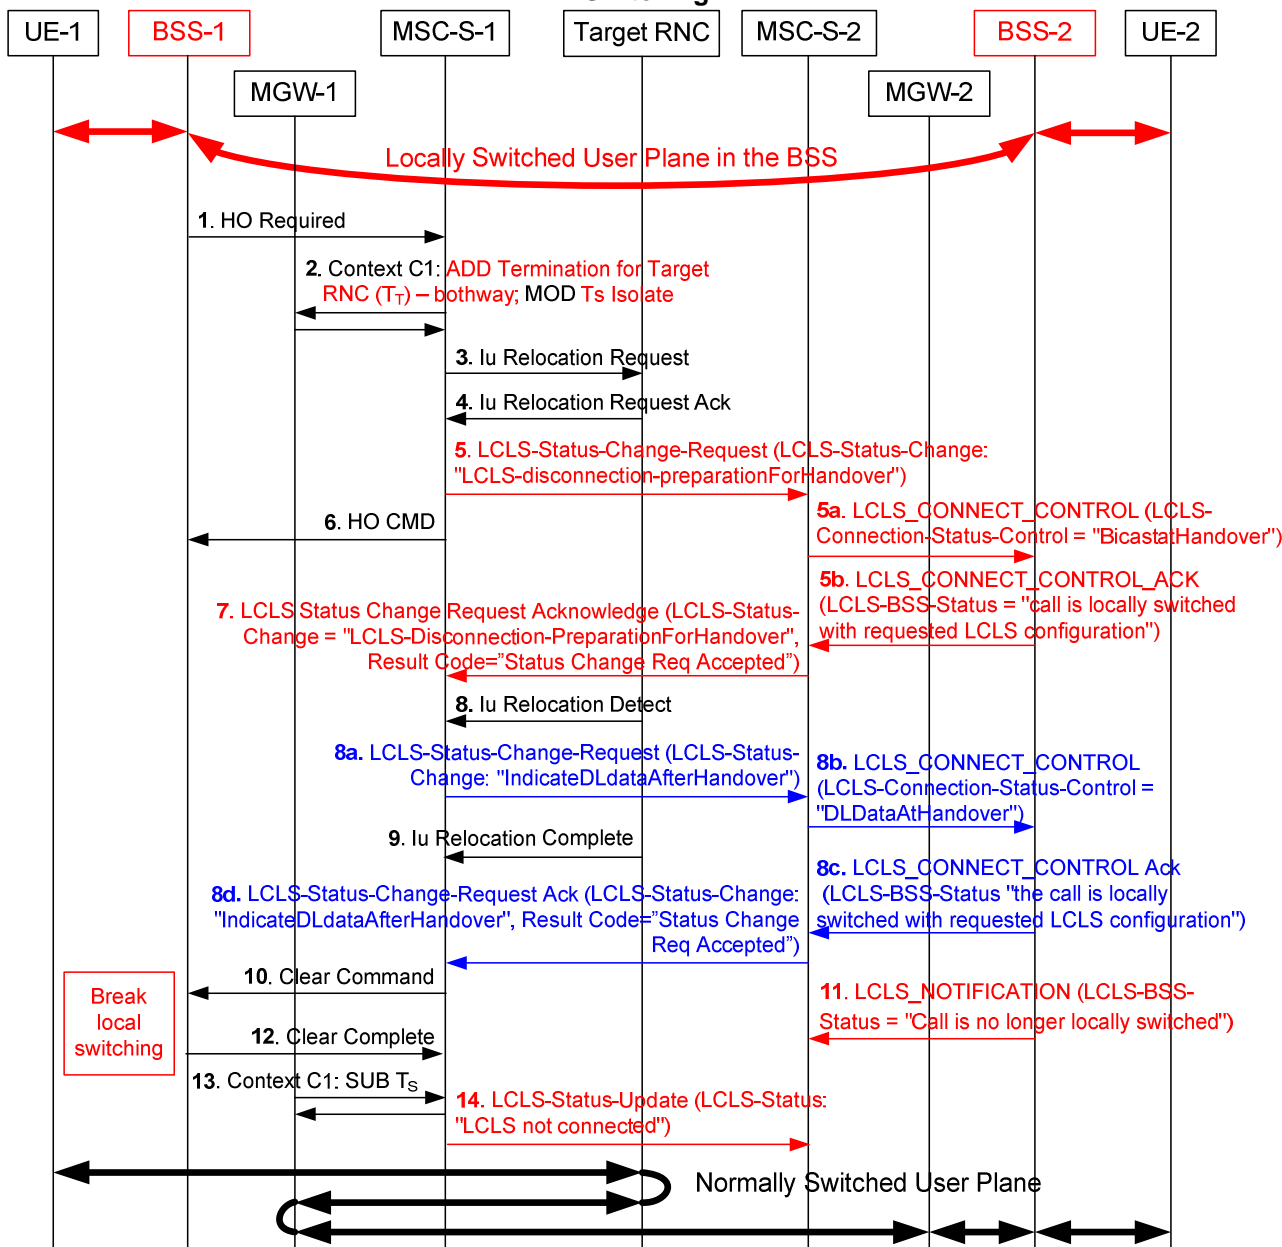 UE-1
BSS-1
MSC-S-1
Target RNC
MSC-S-2
BSS-2
UE-2
MGW-1
MGW-2
Locally Switched User Plane in the BSS
1. HO Required
2. Context C1: ADD Termination for Target
RNC (TT) – bothway; MOD Ts Isolate
3. Iu Relocation Request
4. Iu Relocation Request Ack
5. LCLS-Status-Change-Request (LCLS-Status-Change:
"LCLS-disconnection-preparationForHandover")
5a. LCLS_CONNECT_CONTROL (LCLS-
Connection-Status-Control = "BicastatHandover")
6. HO CMD
5b. LCLS_CONNECT_CONTROL_ACK
(LCLS-BSS-Status = "call is locally switched
with requested LCLS configuration")
7. LCLS Status Change Request Acknowledge (LCLS-Status-
Change = "LCLS-Disconnection-PreparationForHandover",
Result Code=”Status Change Req Accepted”)
8. Iu Relocation Detect
8a. LCLS-Status-Change-Request (LCLS-Status-
Change: "IndicateDLdataAfterHandover")
8b. LCLS_CONNECT_CONTROL
(LCLS-Connection-Status-Control =
"DLDataAtHandover")
9. Iu Relocation Complete
8c. LCLS_CONNECT_CONTROL Ack
(LCLS-BSS-Status "the call is locally
switched with requested LCLS configuration")
8d. LCLS-Status-Change-Request Ack (LCLS-Status-Change:
"IndicateDLdataAfterHandover", Result Code=”Status Change
Req Accepted”)
10. Clear Command
11. LCLS_NOTIFICATION (LCLS-BSS-
Status = "Call is no longer locally switched")
Break
local
switching
12. Clear Complete
13. Context C1: SUB TS
14. LCLS-Status-Update (LCLS-Status:
"LCLS not connected")
Normally Switched User Plane